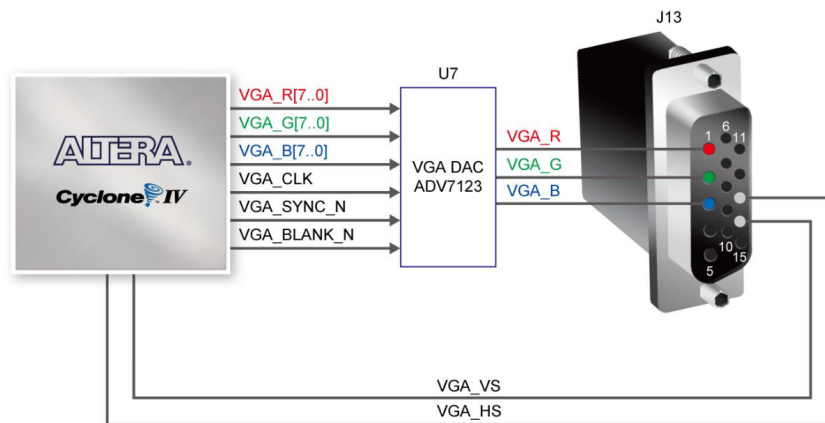 J13
U7
VGA_R[7..0]
VGA_G[7..0]
VGA_B[7..0]
VGA_CLK
VGA_SYNC_N
VGA_BLANK_N
ALTERA®
Cyclone IV
VGA DAC
ADV7123
VGA_R
VGA_G
VGA_B
1
6
11
5
10
15
VGA_VS
VGA_HS